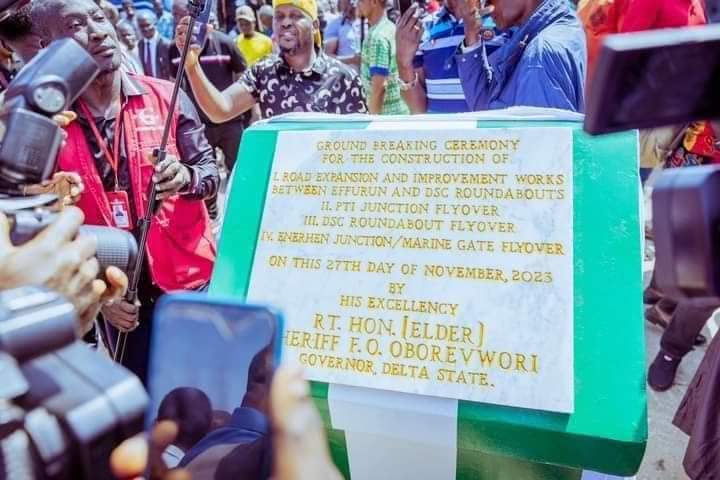 GROUND BREAKING CEREMONY
FOR THE CONSTRUCTION OF
I. ROAD EXPANSION AND IMPROVEMENT WORKS
BETWEEN EFFURUN AND DSC ROUNDABOUTS
II. PTI JUNCTION FLYOVER
III. DSC ROUNDABOUT FLYOVER
IV. ENERHEN JUNCTION/MARINE GATE FLYOVER
ON THIS 27TH DAY OF NOVEMBER, 2023
BY
HIS EXCELLENCY
RT. HON. [ELDER]
HERIFF F. O. OBOREVWORI
GOVERNOR, DELTA STATE.